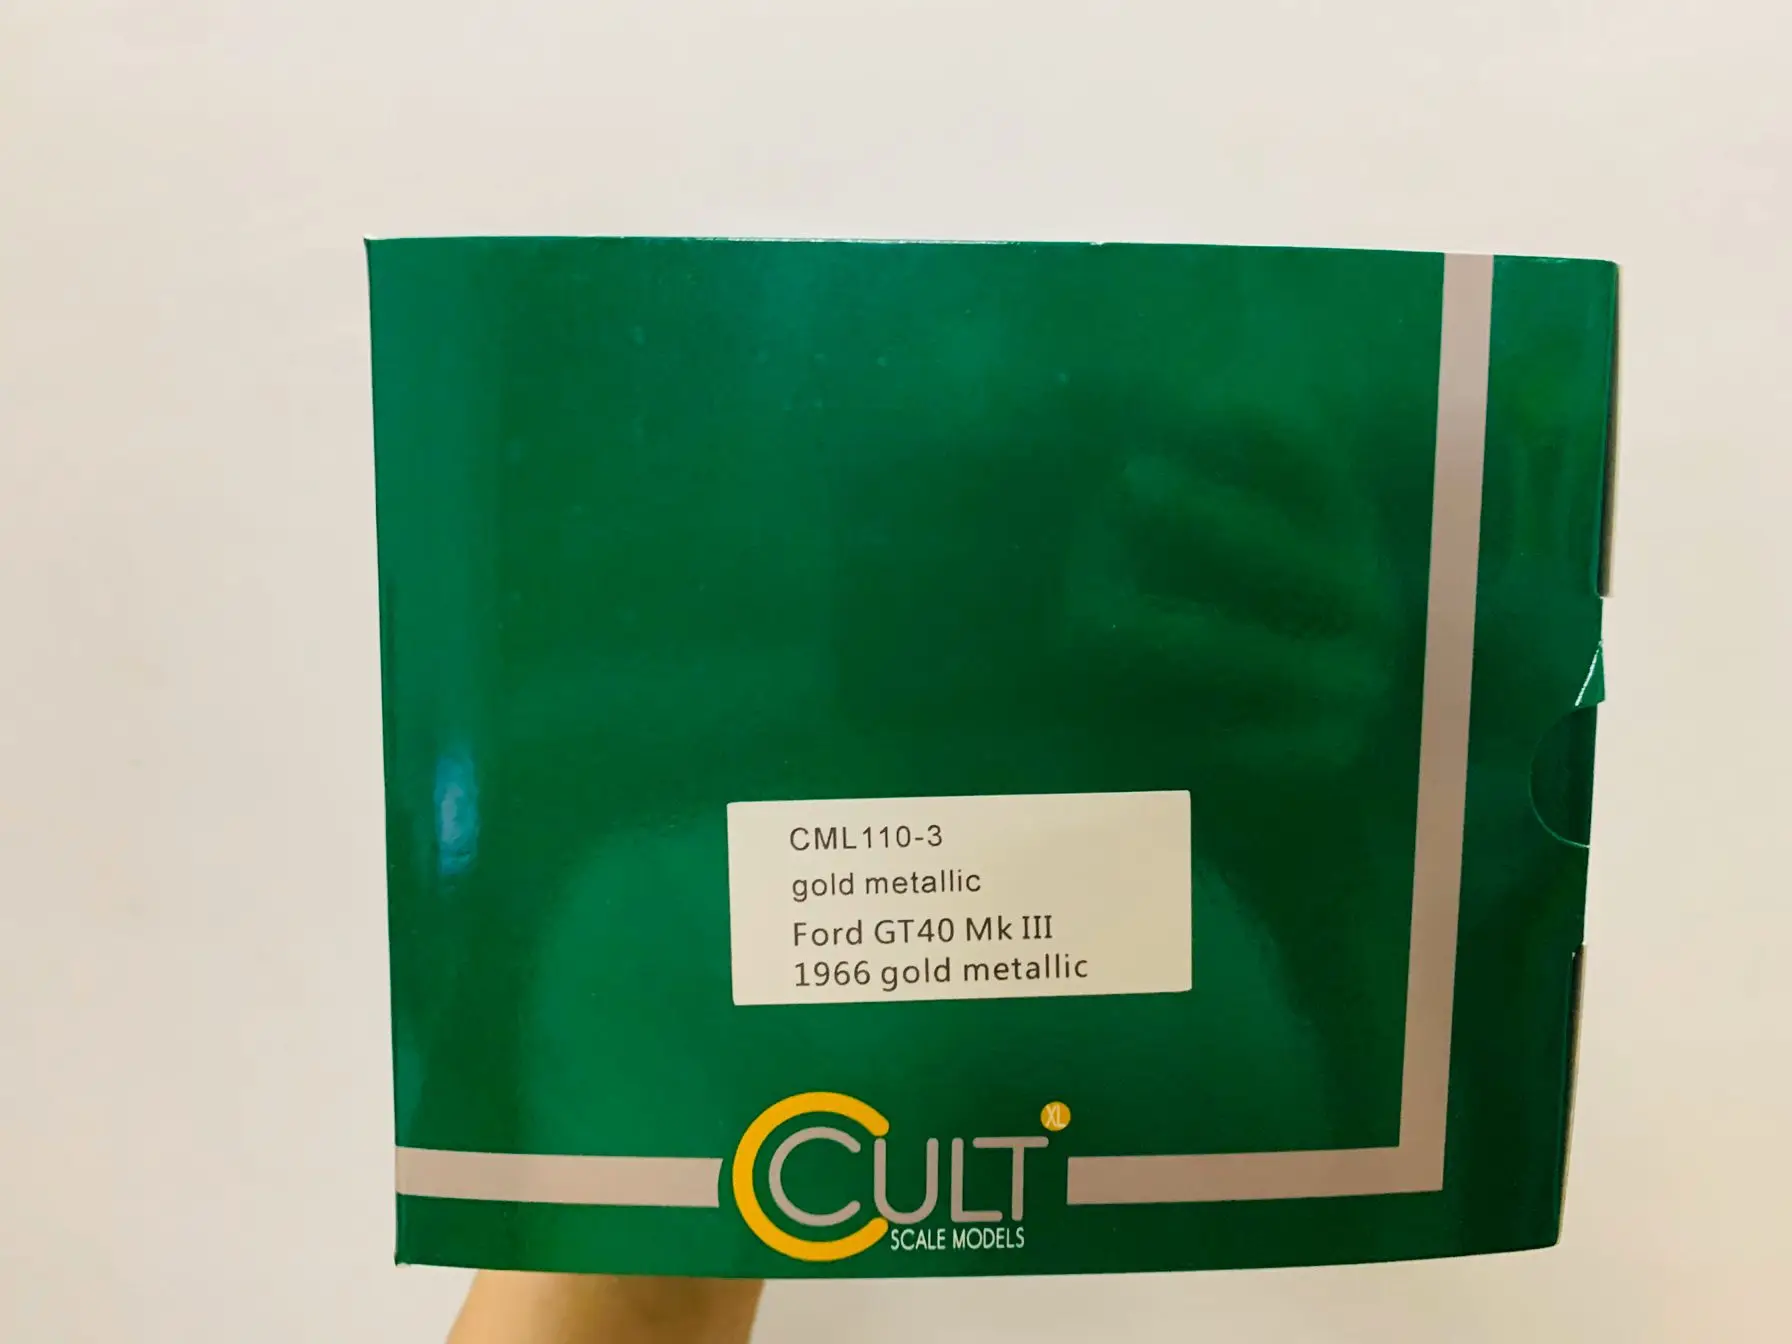 CML110-3
gold metallic
Ford GT40 Mk III
1966 gold metallic
CULT XL
SCALE MODELS